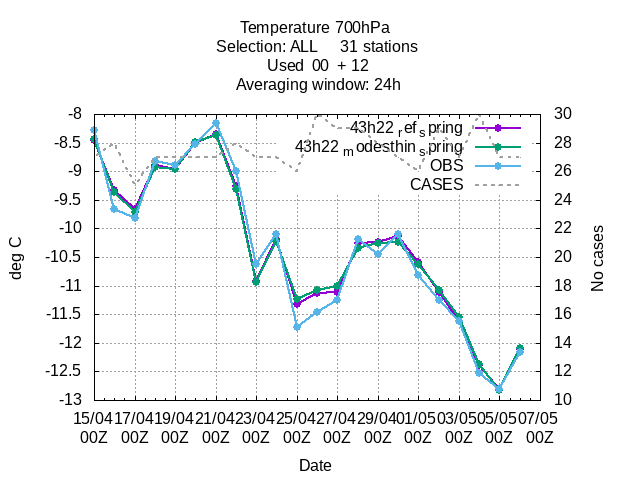 Temperature 700hPa
Selection: ALL 31 stations
Used 00 + 12
Averaging window: 24h
-8 30
43h22 refspring
-8.5 28
43h22 modesthinspring
-9 OBS 26
CASES
-9.5 24
-10 22
-10.5 20
-11 18
-11.5 16
-12 14
-12.5 12
-13 10
deg C
No cases
15/04 17/04 19/04 21/04 23/04 25/04 27/04 29/04 01/05 03/05 05/05 07/05
00Z 00Z 00Z 00Z 00Z 00Z 00Z 00Z 00Z 00Z 00Z 00Z
Date